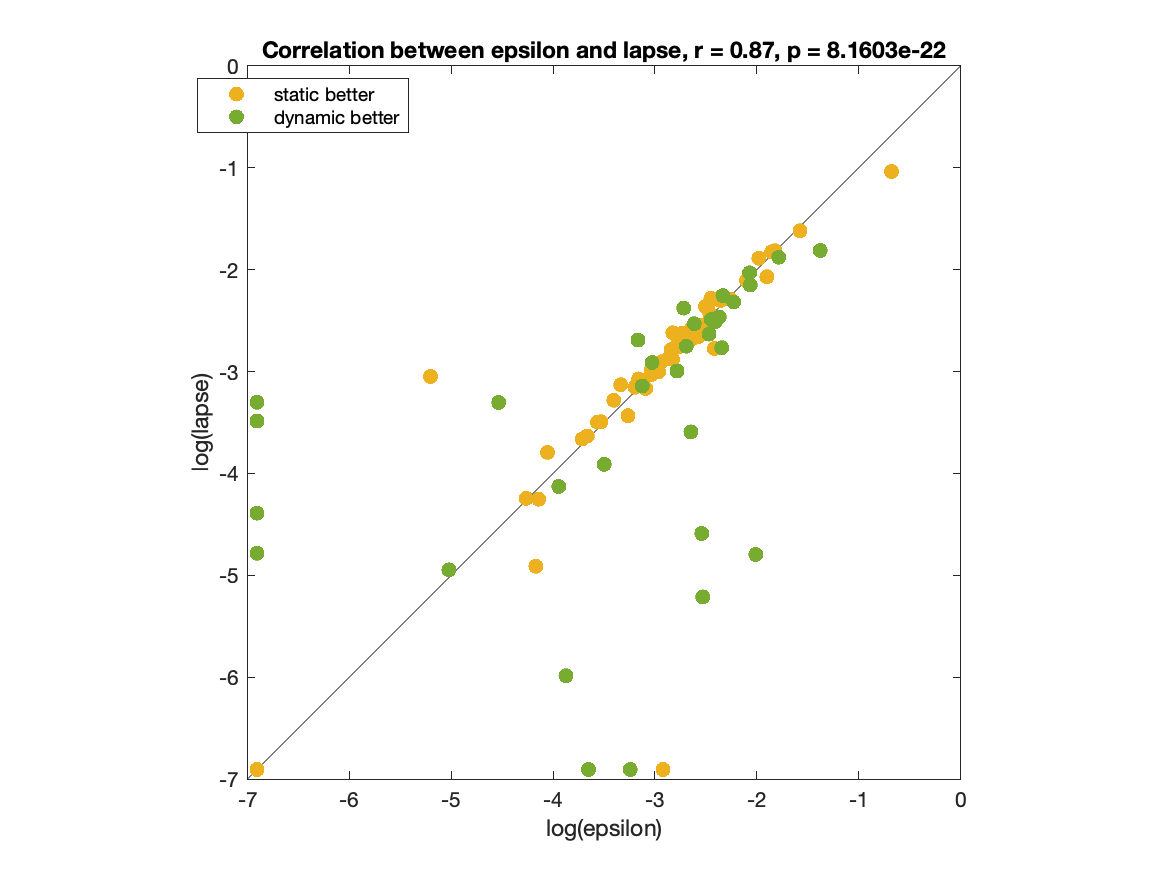 Correlation between epsilon and lapse, r = 0.87, p = 8.1603e-22
static better
dynamic better
0
-1
-2
-3
-4
-5
-6
-7
log(lapse)
-7 -6 -5 -4 -3 -2 -1 0
log(epsilon)